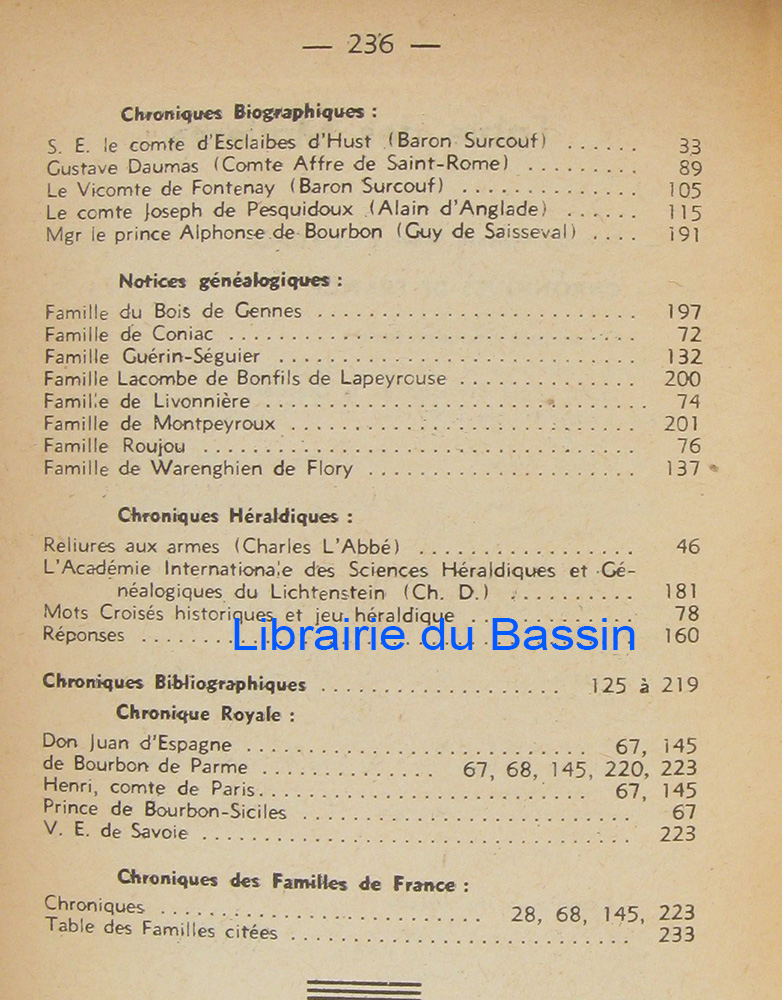 — 236 —
Chroniques Biographiques :
S. E. le comte d'Esclaibes d'Hust (Baron Surcouf) ...... 33
Gustave Daumas (Comte Affre de Saint-Rome) ......... 89
Le Vicomte de Fontenay (Baron Surcouf) .............. 105
Le comte Joseph de Pesquidoux (Alain d'Anglade) ...... 115
Mgr le prince Alphonse de Bourbon (Guy de Saisseval) .... 191
Notices généalogiques :
Famille du Bois de Gennes .......................... 197
Famille de Coniac ................................. 72
Famille Guérin-Séguier ............................. 132
Famille Lacombe de Bonfils de Lapeyrouse .............. 200
Famille de Livonnière ............................... 74
Famille de Montpeyroux ............................ 201
Famille Roujou ................................... 76
Famille de Warenghien de Flory ...................... 137
Chroniques Héraldiques :
Reliures aux armes (Charles L'Abbé) .................. 46
L'Académie Internationale des Sciences Héraldiques et Gé-
néalogiques du Lichtenstein (Ch. D.) .......... 181
Mots Croisés historiques et jeu héraldique .............. 78
Réponses ........................................ 160
Librairie du Bassin
Chroniques Bibliographiques .................... 125 à 219
Chronique Royale :
Don Juan d'Espagne ............................ 67, 145
de Bourbon de Parme .............. 67, 68, 145, 220, 223
Henri, comte de Paris........................... 67, 145
Prince de Bourbon-Siciles ........................... 67
V. E. de Savoie ................................... 223
Chroniques des Familles de France :
Chroniques .......................... 28, 68, 145, 223
Table des Familles citées ............................ 233